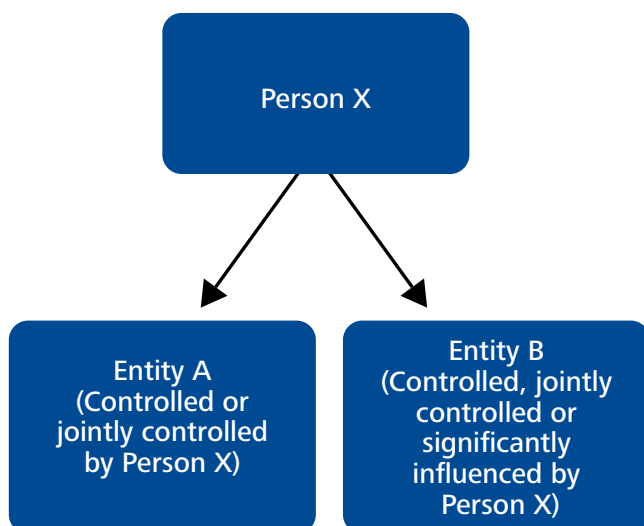 Person X
Entity A
(Controlled or
jointly controlled
by Person X)
Entity B
(Controlled, jointly
controlled or
significantly
influenced by
Person X)